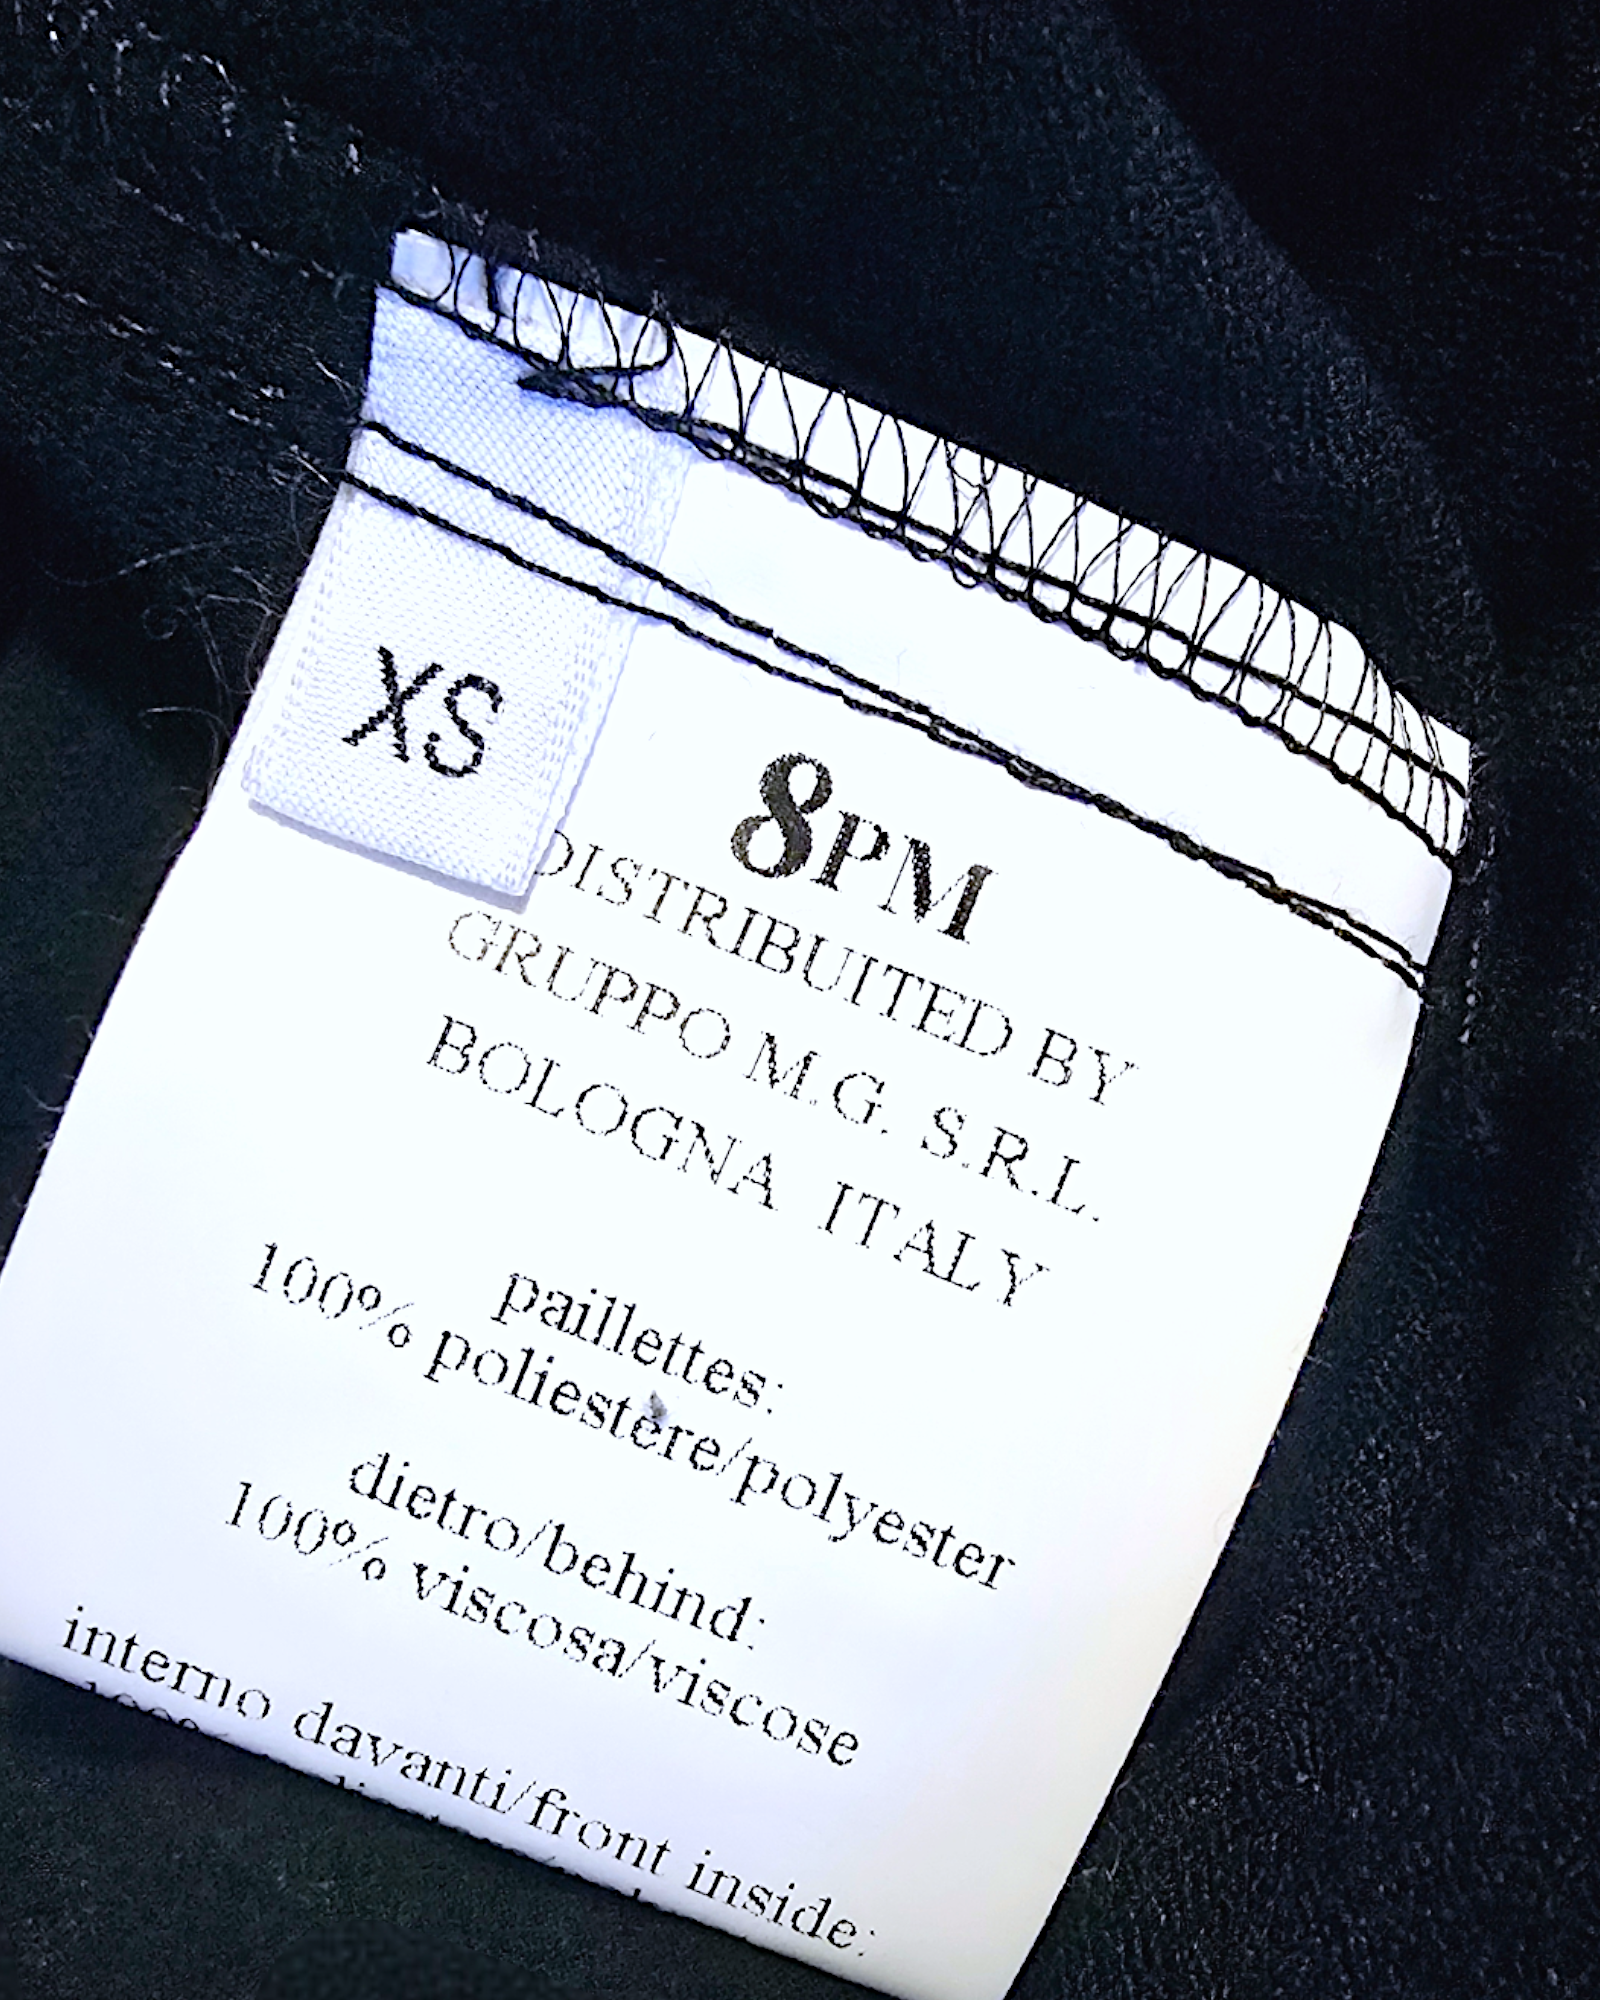 XS
8PM
DISTRIBUITED BY
GRUPPO M.G. S.R.L.
BOLOGNA ITALY
paillettes:
100% poliestere/polyester
dietro/behind:
100% viscosa/viscose
interno davanti/front inside: